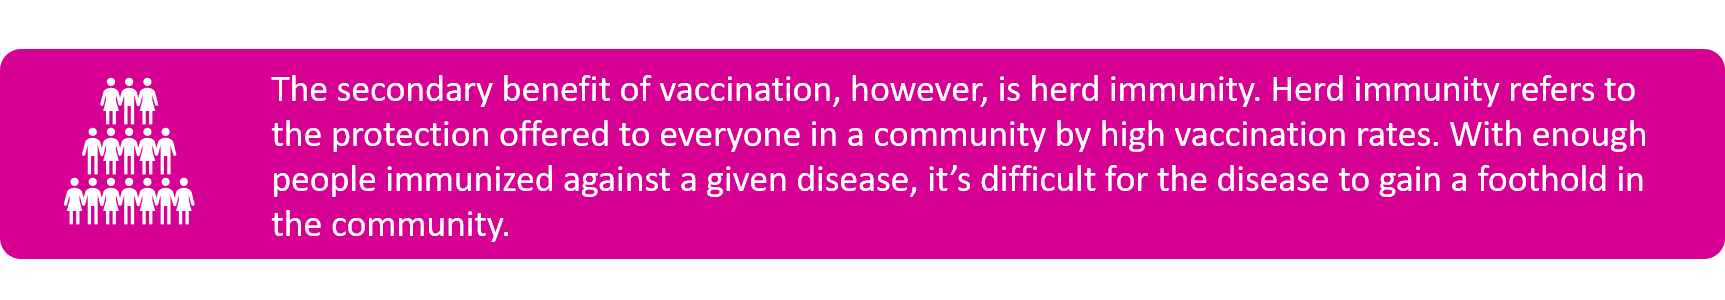 The secondary benefit of vaccination, however, is herd immunity. Herd immunity refers to
the protection offered to everyone in a community by high vaccination rates. With enough
people immunized against a given disease, it’s difficult for the disease to gain a foothold in
the community.